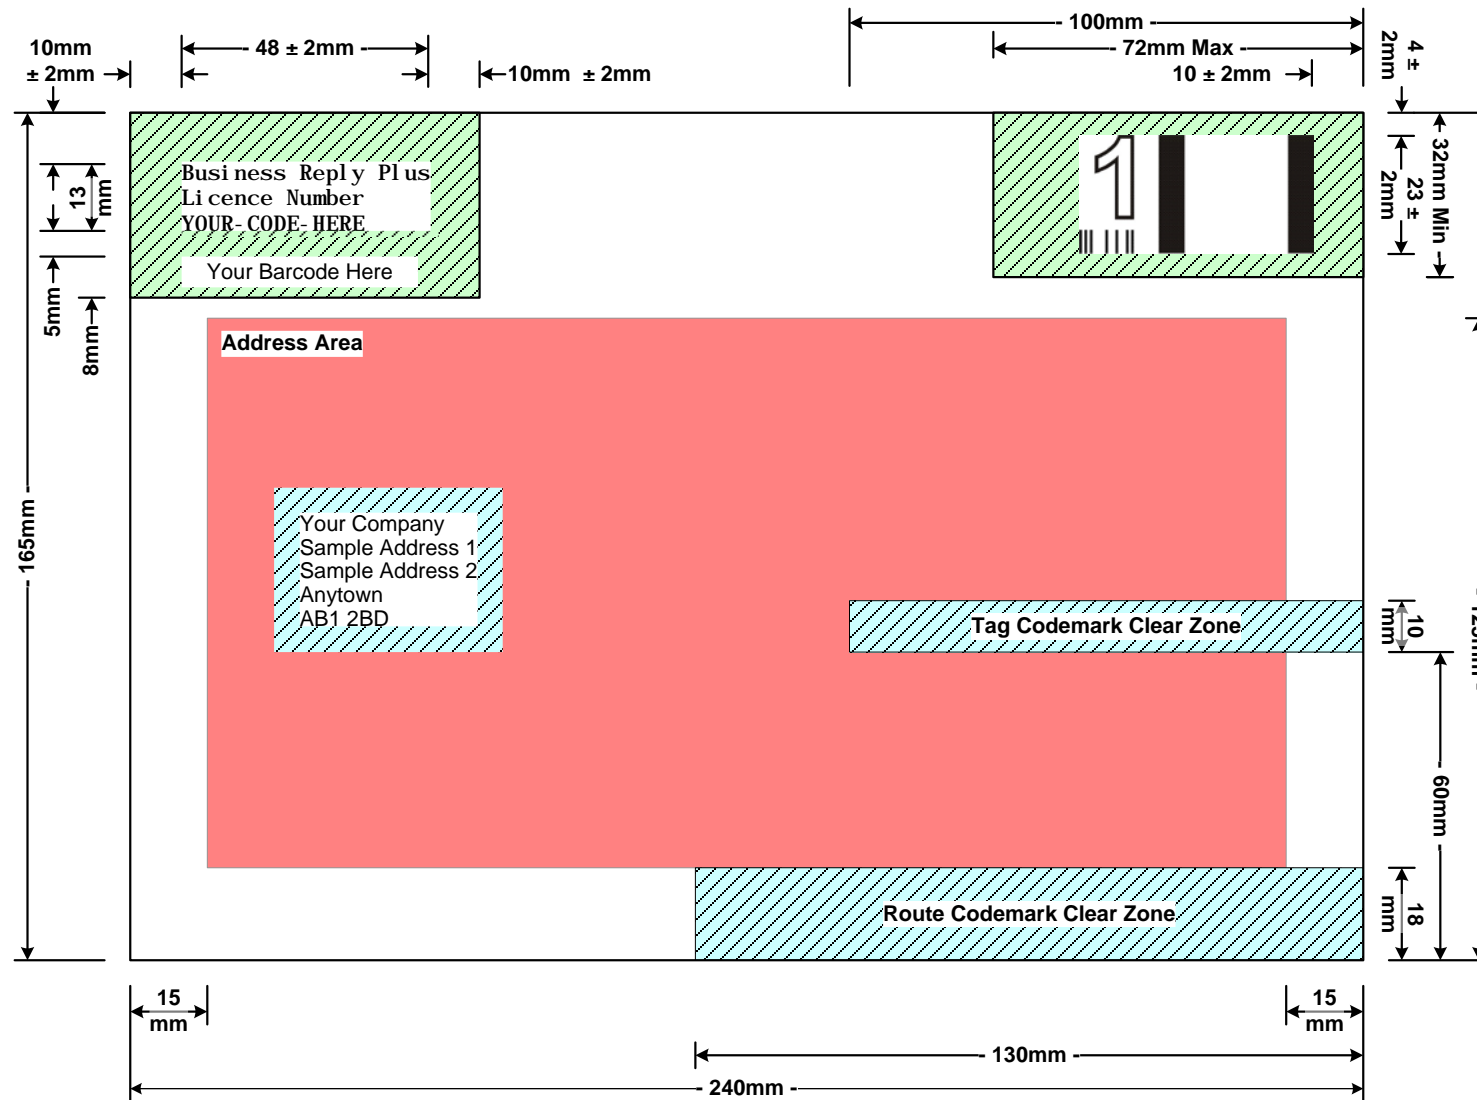 - 100mm -
10mm
± 2mm
- 48 ± 2mm -
10mm ± 2mm
- 72mm Max -
10 ± 2mm
4 ±
2mm
Business Reply Plus
Licence Number
YOUR-CODE-HERE
Your Barcode Here
1
13
mm
5mm
8mm
23 ±
2mm
- 32mm Min -
Address Area
- 165mm -
Your Company
Sample Address 1
Sample Address 2
Anytown
AB1 2BD
Tag Codemark Clear Zone
10
mm
- 60mm -
Route Codemark Clear Zone
18
mm
15
mm
15
mm
- 130mm -
- 240mm -